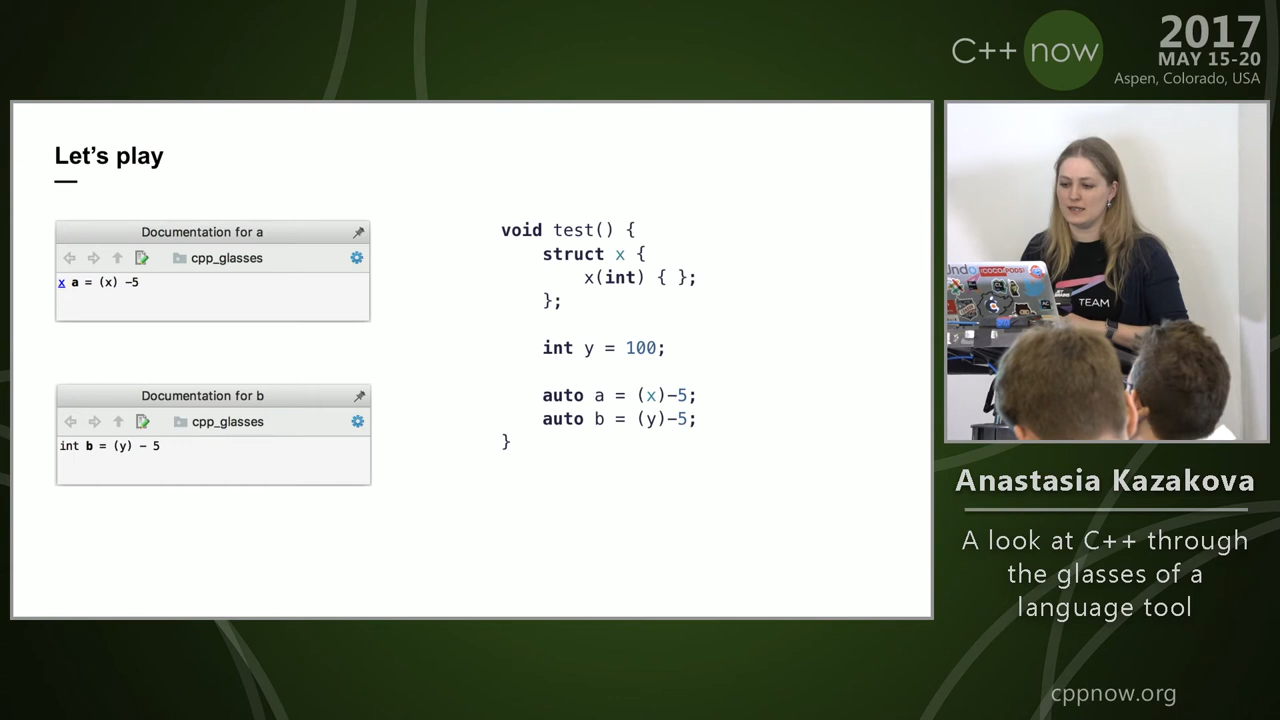 C++ now
2017
MAY 15-20
Aspen, Colorado, USA
Let's play
Documentation for a
cpp_glasses
x a = (x) -5
Documentation for b
cpp_glasses
int b = (y) - 5
void test() {
struct x {
x(int) { };
};
int y = 100;
auto a = (x)-5;
auto b = (y)-5;
}
TEAM
Anastasia Kazakova
A look at C++ through
the glasses of a
language tool
cppnow.org